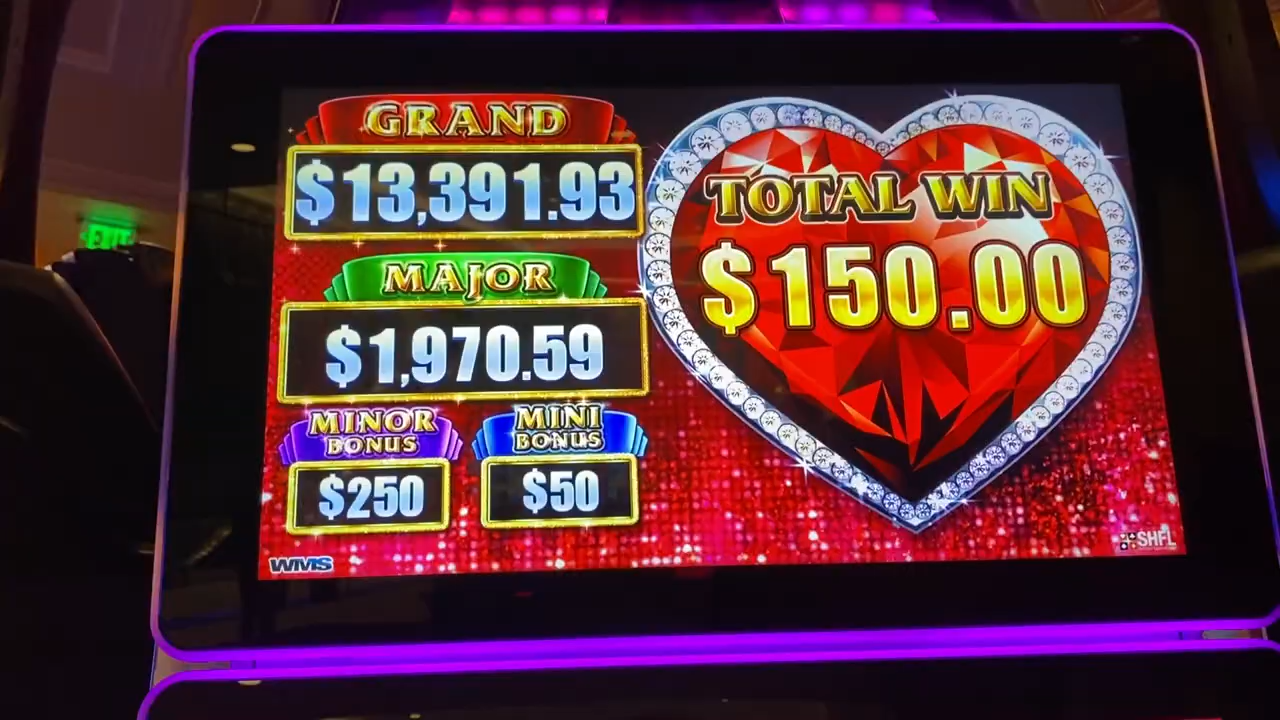 GRAND
$13,391.93
MAJOR
$1,970.59
MINOR
BONUS
$250
MINI
BONUS
$50
TOTAL WIN
$150.00
WMS
SHFL
EXIT